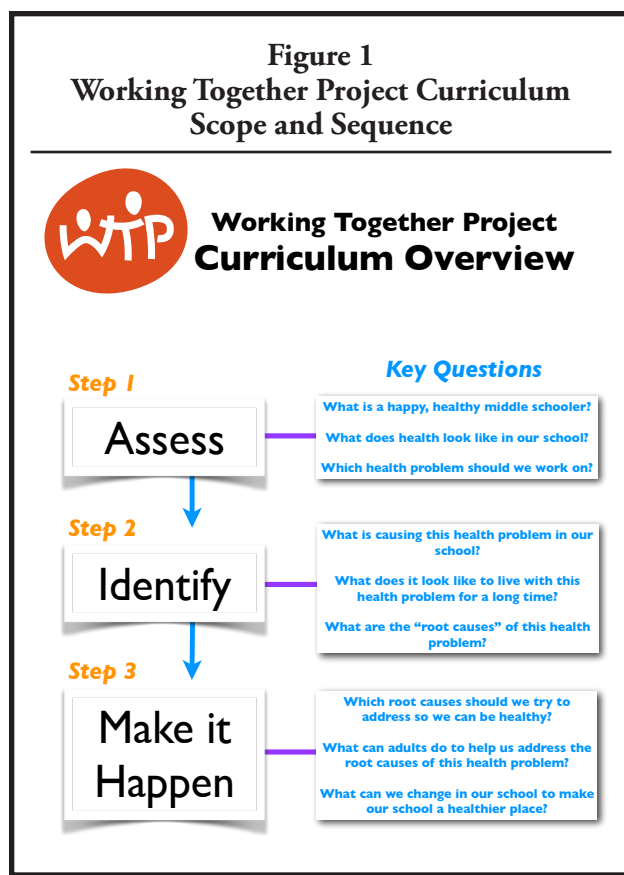 Figure 1
Working Together Project Curriculum
Scope and Sequence
WTP
Working Together Project
Curriculum Overview
Key Questions
Step 1
Assess
What is a happy, healthy middle schooler?
What does health look like in our school?
Which health problem should we work on?
Step 2
Identify
What is causing this health problem in our
school?
What does it look like to live with this
health problem for a long time?
What are the “root causes” of this health
problem?
Step 3
Make it
Happen
Which root causes should we try to
address so we can be healthy?
What can adults do to help us address the
root causes of this health problem?
What can we change in our school to make
our school a healthier place?